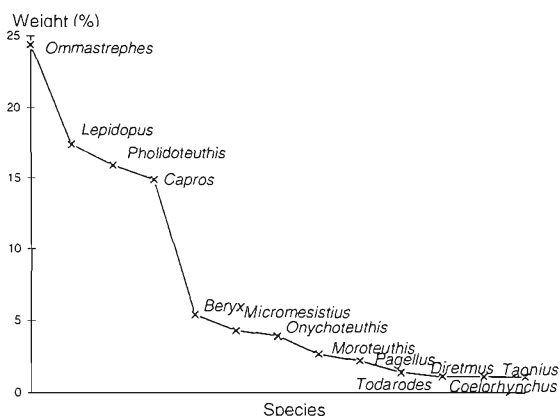 Weight (%)
25
Ommastrephes
20
Lepidopus
Pholidoteuthis
15
Capros
10
Beryx
Micromesistius
5
Onychoteuthis
Moroteuthis
Pagellus
Diretmus
Taonius
Todarodes
Coelorhynchus
0
Species